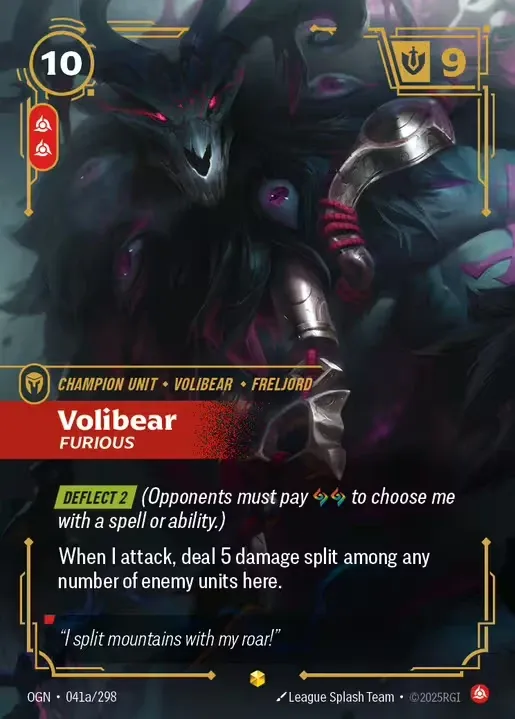 10
9
CHAMPION UNIT • VOLIBEAR • FRELJORD
Volibear
FURIOUS
DEFLECT 2 (Opponents must pay to choose me
with a spell or ability.)
When I attack, deal 5 damage split among any
number of enemy units here.
“I split mountains with my roar!”
OGN • 041a/298
League Splash Team • ©2025RGI